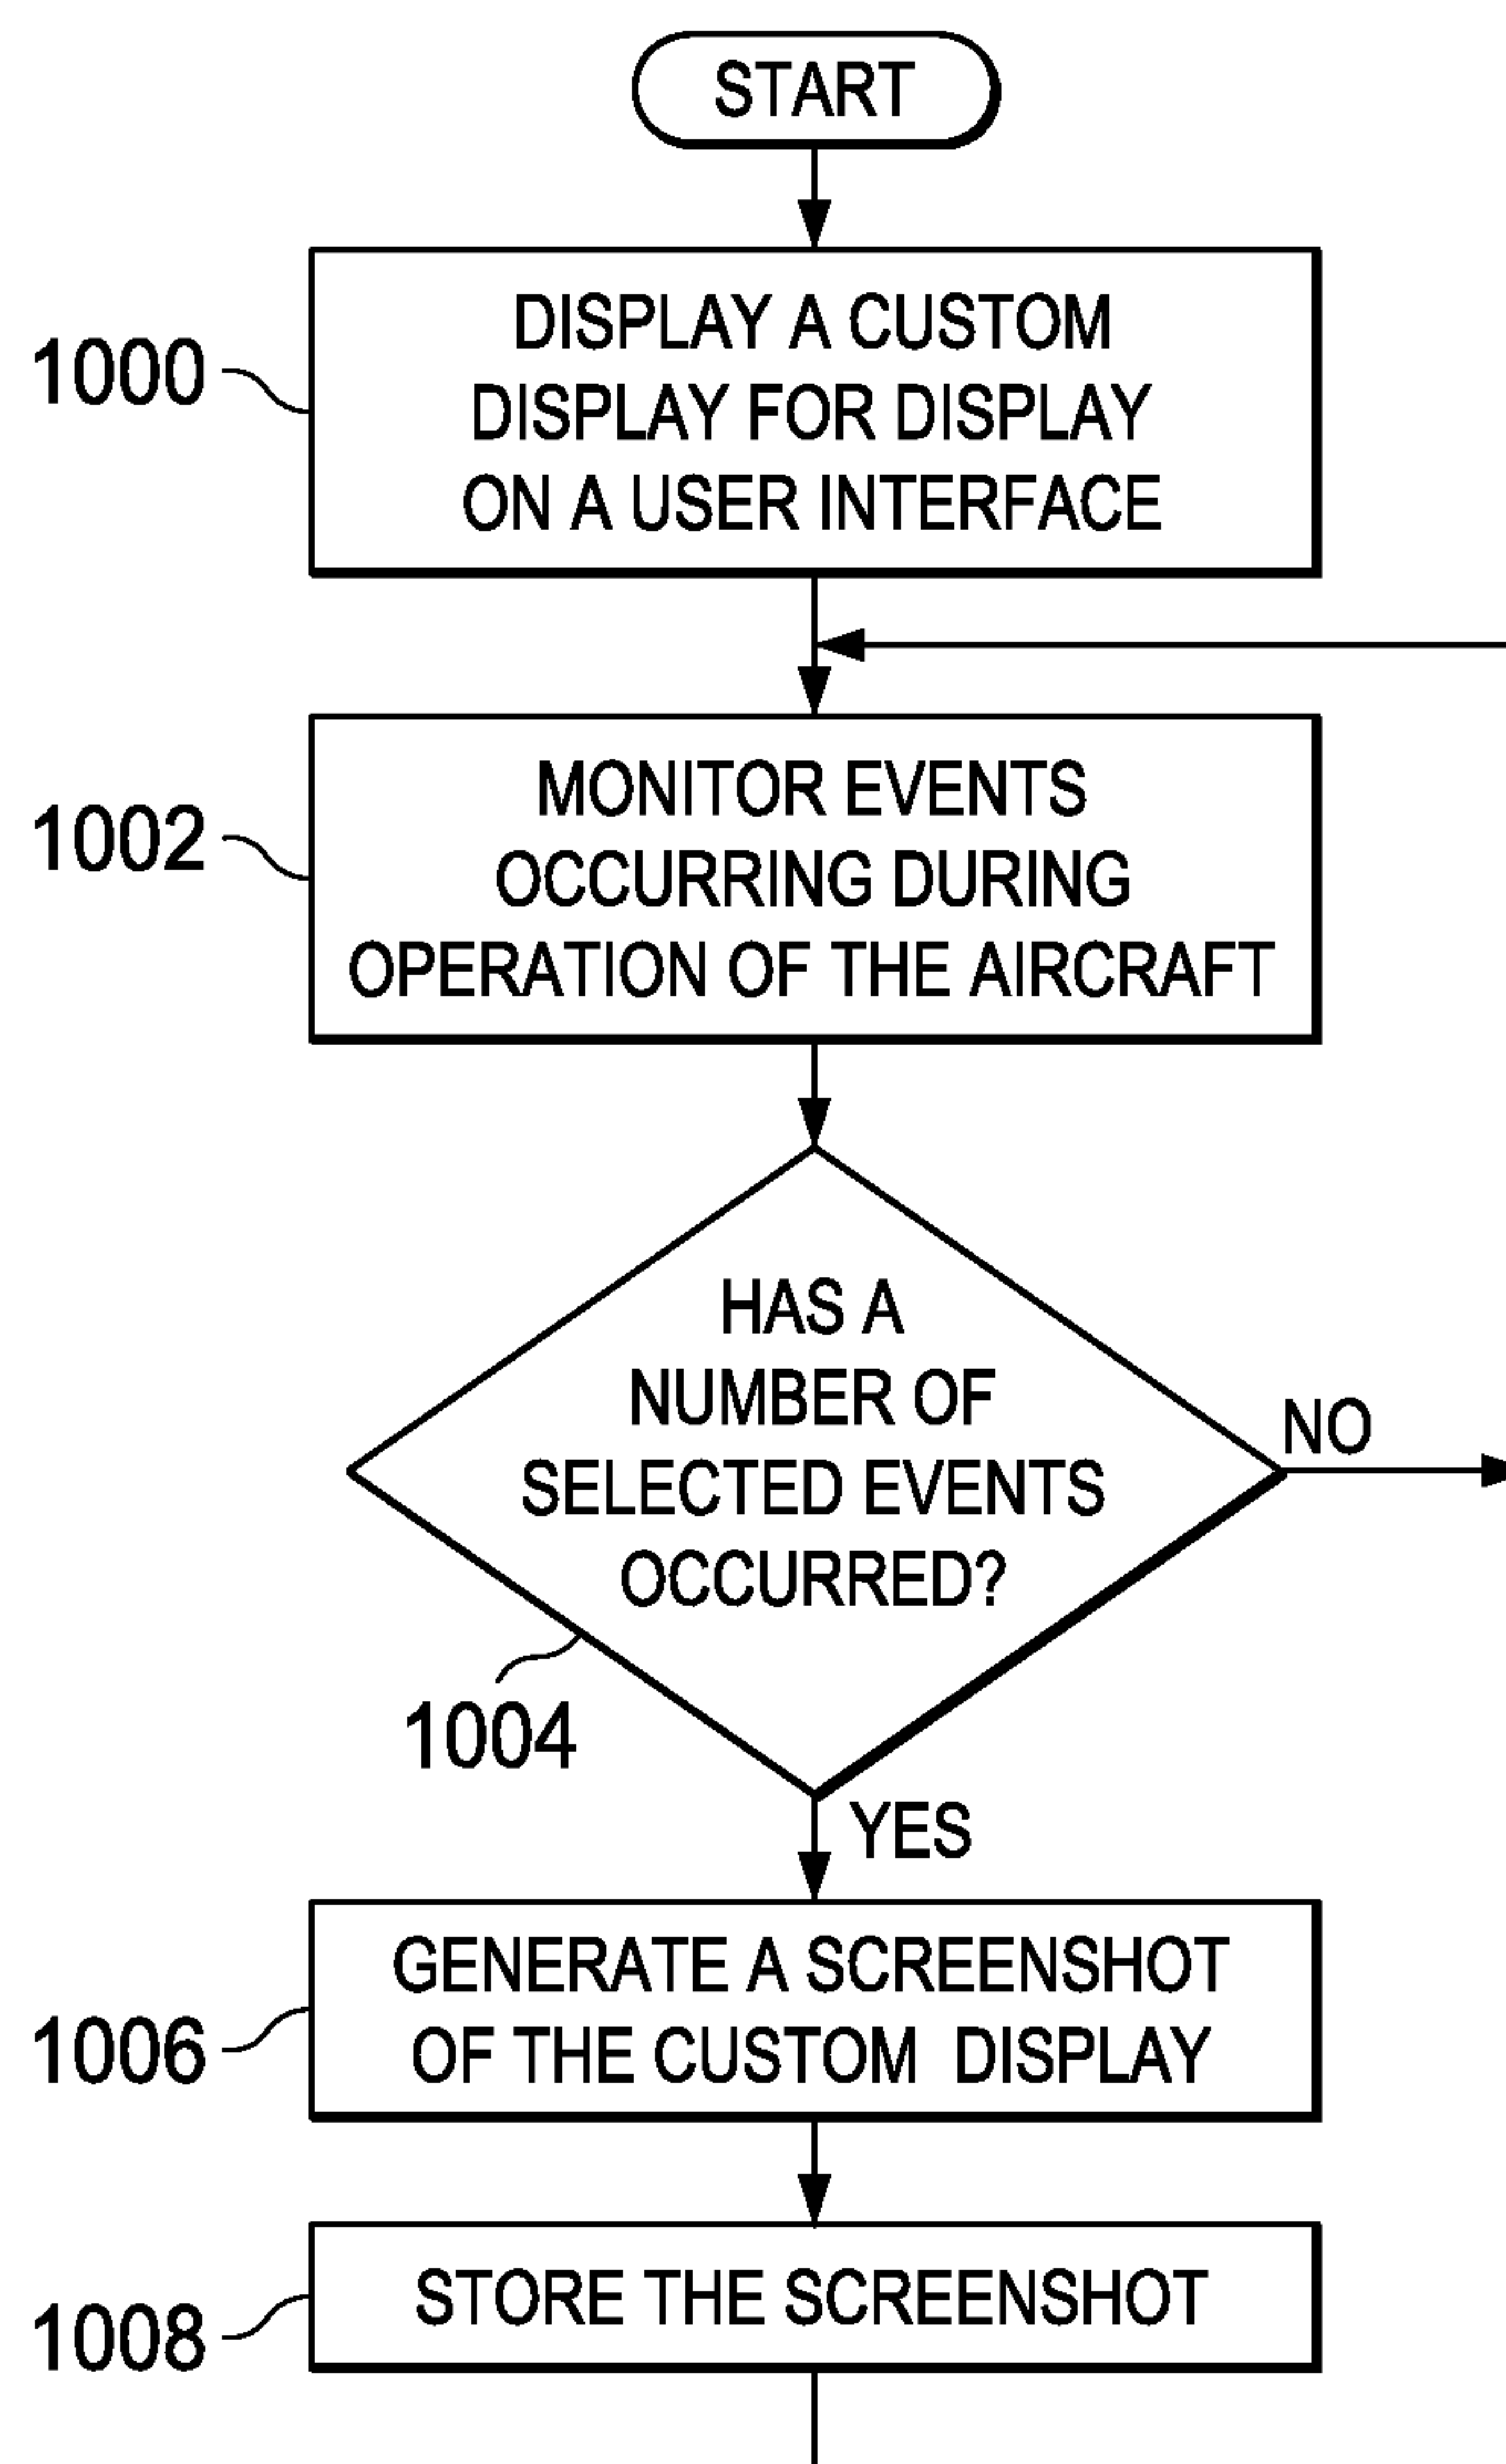 START
1000
DISPLAY A CUSTOM
DISPLAY FOR DISPLAY
ON A USER INTERFACE
1002
MONITOR EVENTS
OCCURRING DURING
OPERATION OF THE AIRCRAFT
HAS A
NUMBER OF
SELECTED EVENTS
OCCURRED?
NO
1004
YES
1006
GENERATE A SCREENSHOT
OF THE CUSTOM DISPLAY
1008
STORE THE SCREENSHOT